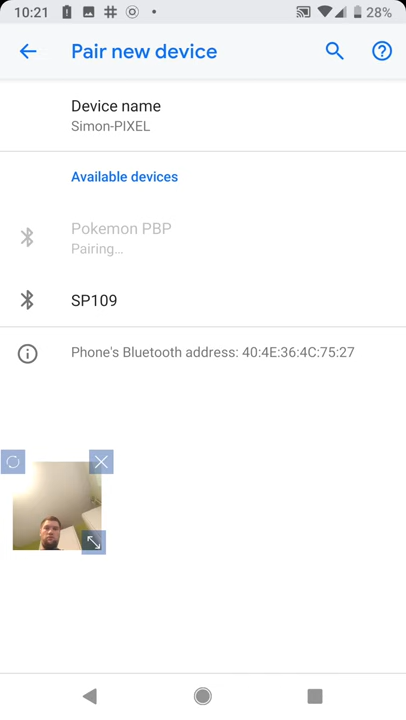 10:21
28%
Pair new device
Device name
Simon-PIXEL
Available devices
Pokemon PBP
Pairing…
SP109
Phone's Bluetooth address: 40:4E:36:4C:75:27